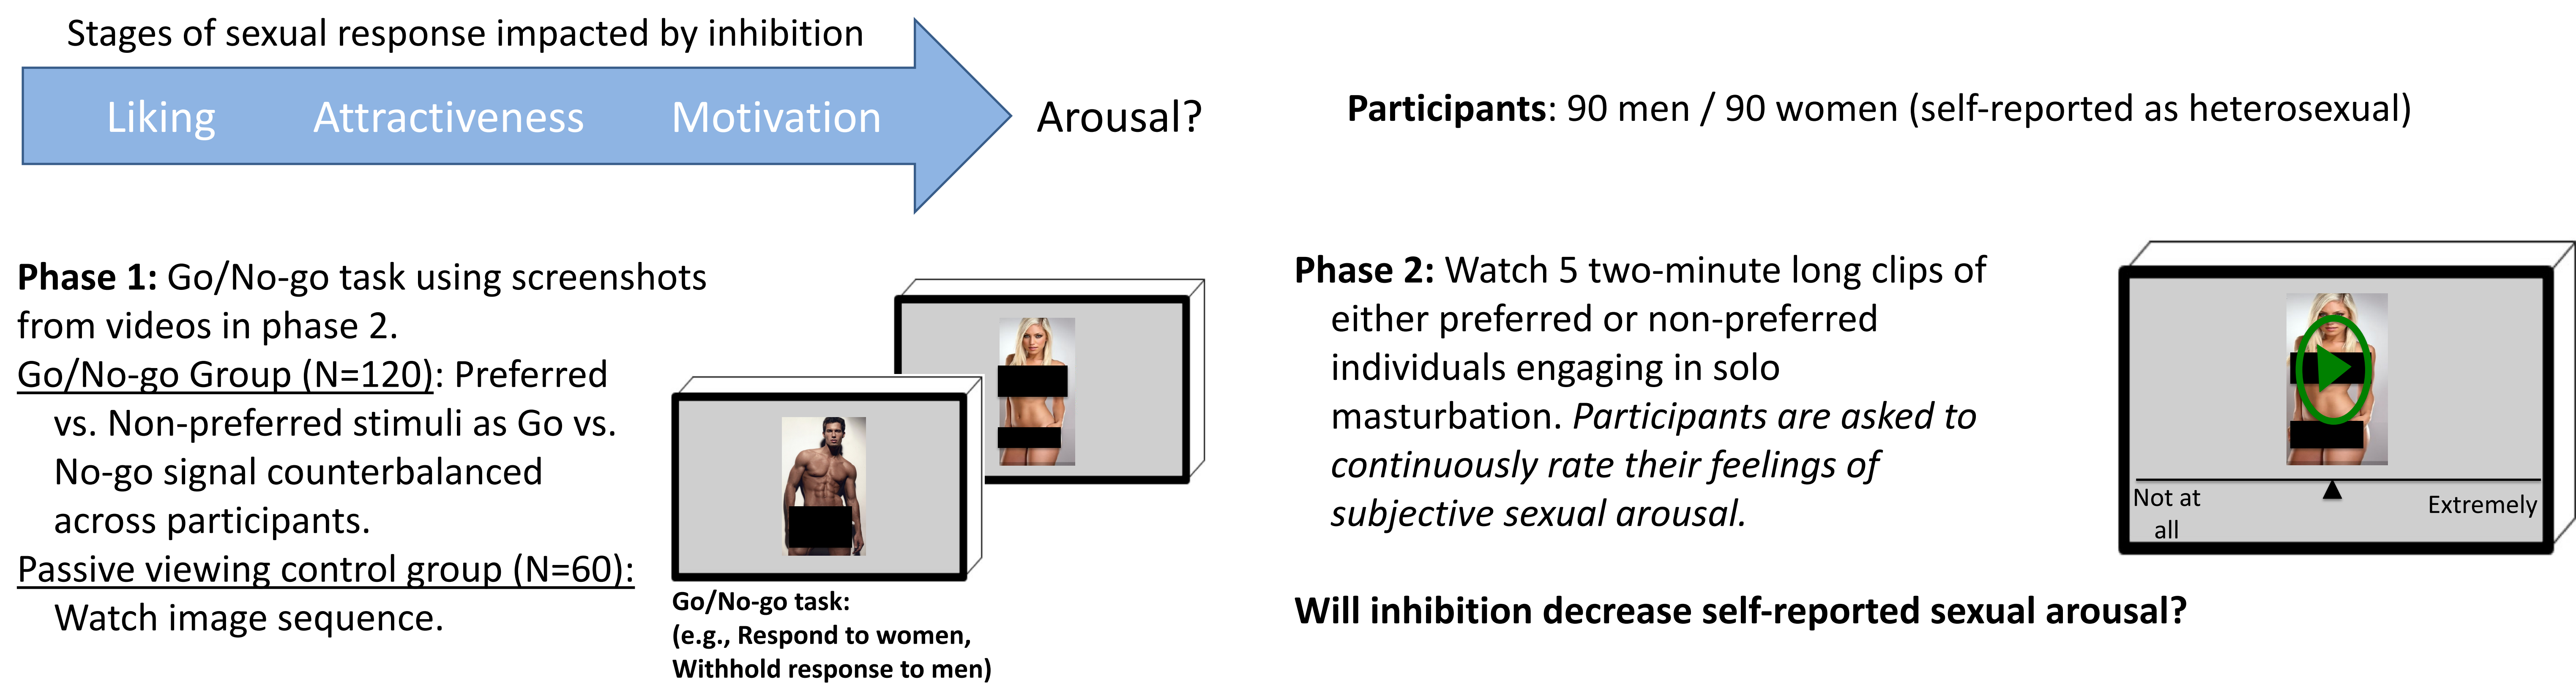 Stages of sexual response impacted by inhibition
Liking Attractiveness Motivation Arousal?
Participants: 90 men / 90 women (self-reported as heterosexual)
Phase 1: Go/No-go task using screenshots
from videos in phase 2.
Go/No-go Group (N=120): Preferred
vs. Non-preferred stimuli as Go vs.
No-go signal counterbalanced
across participants.
Passive viewing control group (N=60):
Watch image sequence.
Go/No-go task:
(e.g., Respond to women,
Withhold response to men)
Phase 2: Watch 5 two-minute long clips of
either preferred or non-preferred
individuals engaging in solo
masturbation. Participants are asked to
continuously rate their feelings of
subjective sexual arousal.
Not at
all
Extremely
Will inhibition decrease self-reported sexual arousal?